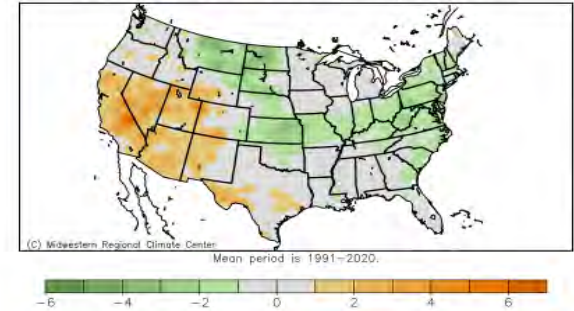 (C) Midwestern Regional Climate Center
Mean period is 1991-2020.
-6 -4 -2 0 2 4 6